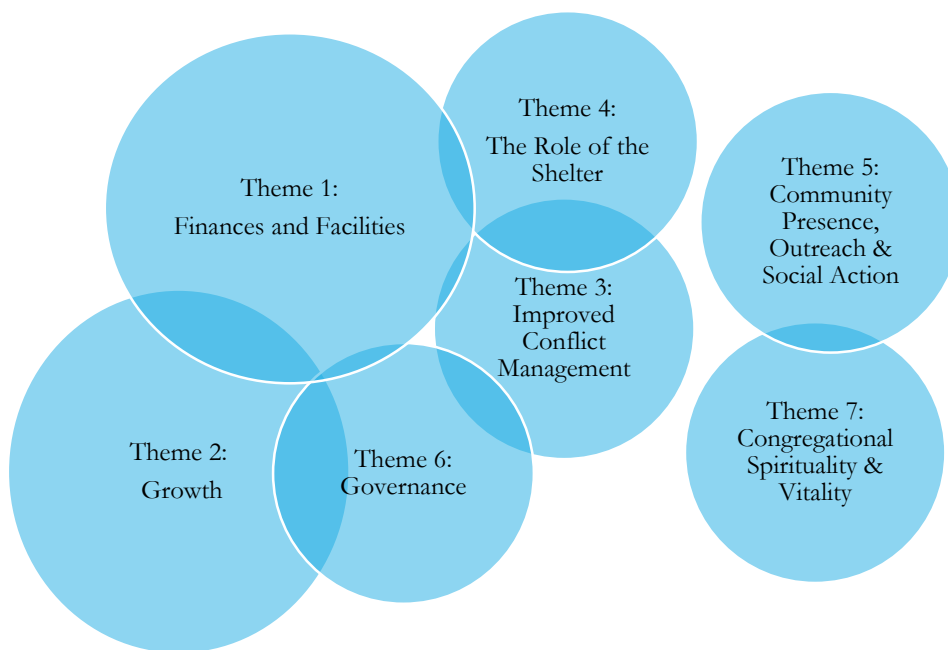 Theme 1:
Finances and Facilities
Theme 4:
The Role of the
Shelter
Theme 5:
Community
Presence,
Outreach &
Social Action
Theme 3:
Improved
Conflict
Management
Theme 2:
Growth
Theme 6:
Governance
Theme 7:
Congregational
Spirituality &
Vitality